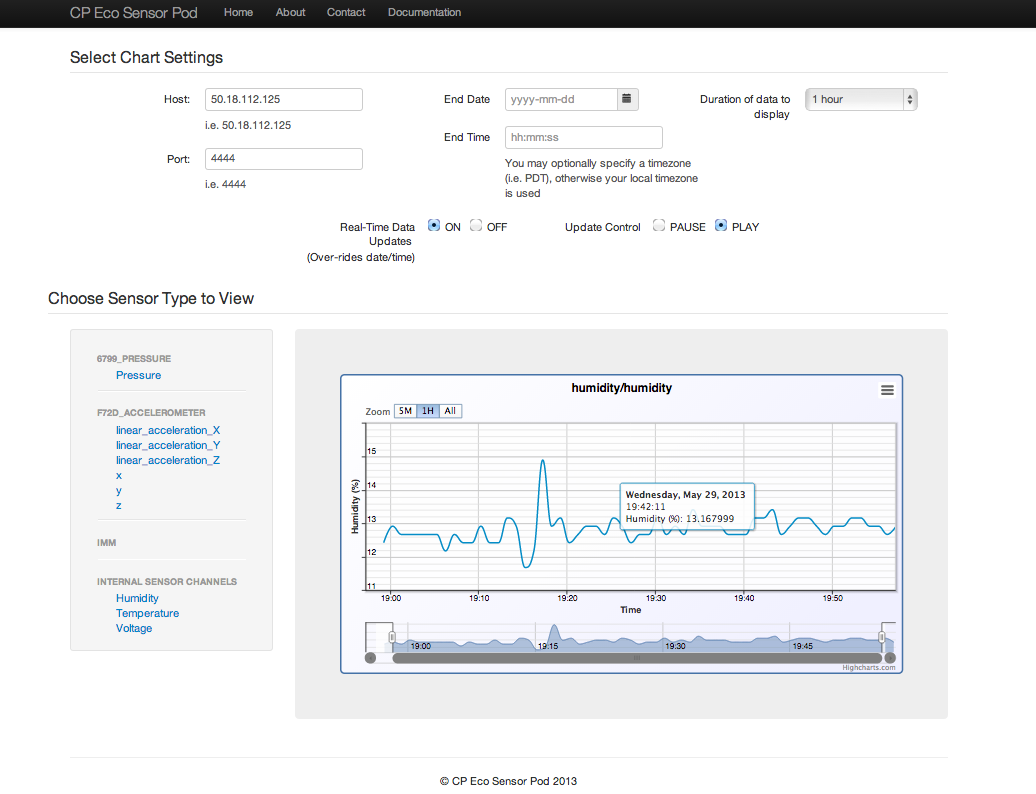 CP Eco Sensor Pod Home About Contact Documentation
Select Chart Settings
Host: 50.18.112.125
i.e. 50.18.112.125
Port: 4444
i.e. 4444
End Date yyyy-mm-dd
End Time hh:mm:ss
You may optionally specify a timezone
(i.e. PDT), otherwise your local timezone
is used
Duration of data to
display
1 hour
Real-Time Data
Updates
(Over-rides date/time)
ON OFF
Update Control PAUSE PLAY
Choose Sensor Type to View
6799_PRESSURE
Pressure
F72D_ACCELEROMETER
linear_acceleration_X
linear_acceleration_Y
linear_acceleration_Z
x
y
z
IMM
INTERNAL SENSOR CHANNELS
Humidity
Temperature
Voltage
humidity/humidity
Zoom 5M 1H All
Humidity (%)
15
14
13
12
11
Wednesday, May 29, 2013
19:42:11
Humidity (%): 13.167999
19:00 19:10 19:20 19:30 19:40 19:50
Time
19:00 19:15 19:30 19:45
Highcharts.com
© CP Eco Sensor Pod 2013